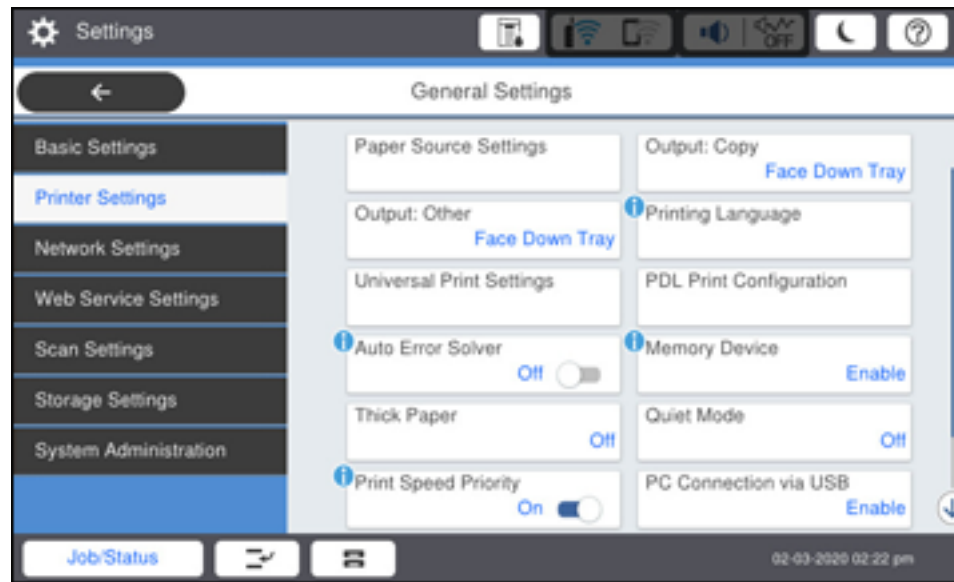 Settings
OFF
General Settings
Basic Settings
Printer Settings
Network Settings
Web Service Settings
Scan Settings
Storage Settings
System Administration
Paper Source Settings
Output: Copy
Face Down Tray
Output: Other
Face Down Tray
Printing Language
Universal Print Settings
PDL Print Configuration
Auto Error Solver
Off
Memory Device
Enable
Thick Paper
Off
Quiet Mode
Off
Print Speed Priority
On
PC Connection via USB
Enable
Job/Status
02-03-2020 02:22 pm